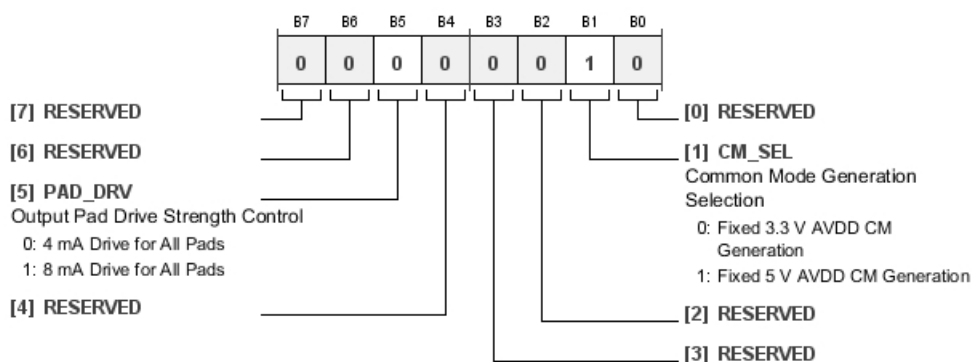 B7 B6 B5 B4 B3 B2 B1 B0
0 0 0 0 0 0 1 0
[7] RESERVED
[6] RESERVED
[5] PAD_DRV
Output Pad Drive Strength Control
0: 4 mA Drive for All Pads
1: 8 mA Drive for All Pads
[4] RESERVED
[0] RESERVED
[1] CM_SEL
Common Mode Generation
Selection
0: Fixed 3.3 V AVDD CM
Generation
1: Fixed 5 V AVDD CM Generation
[2] RESERVED
[3] RESERVED